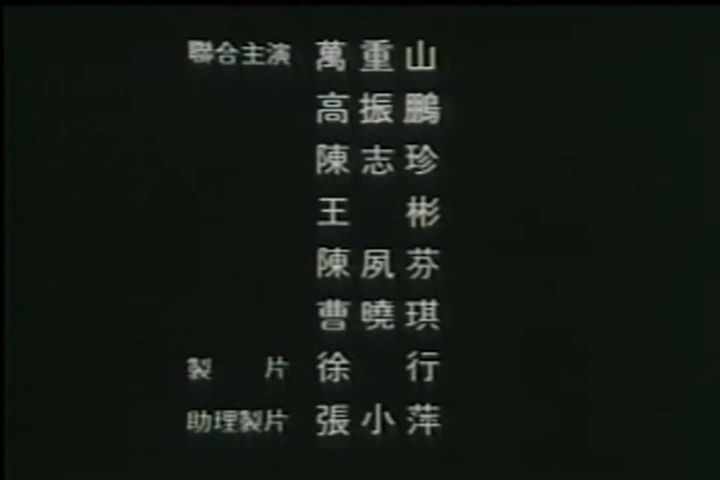 聯合主演 萬重山
高振鵬
陳志珍
王 彬
陳夙芬
曹曉琪
製 片 徐 行
助理製片 張小萍